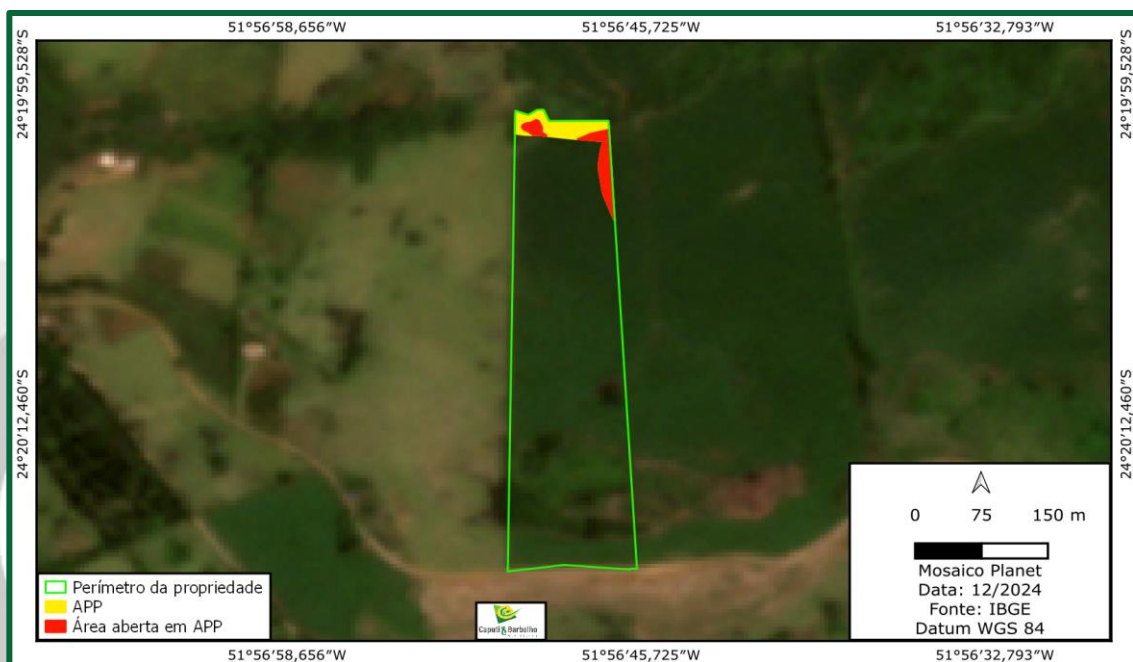 51°56′58,656″W 51°56′45,725″W 51°56′32,793″W
24°19′59,528″S 24°19′59,528″S
24°20′12,460″S 24°20′12,460″S
0 75 150 m
Mosaico Planet
Data: 12/2024
Fonte: IBGE
Datum WGS 84
Perímetro da propriedade
APP
Área aberta em APP
51°56′58,656″W 51°56′45,725″W 51°56′32,793″W